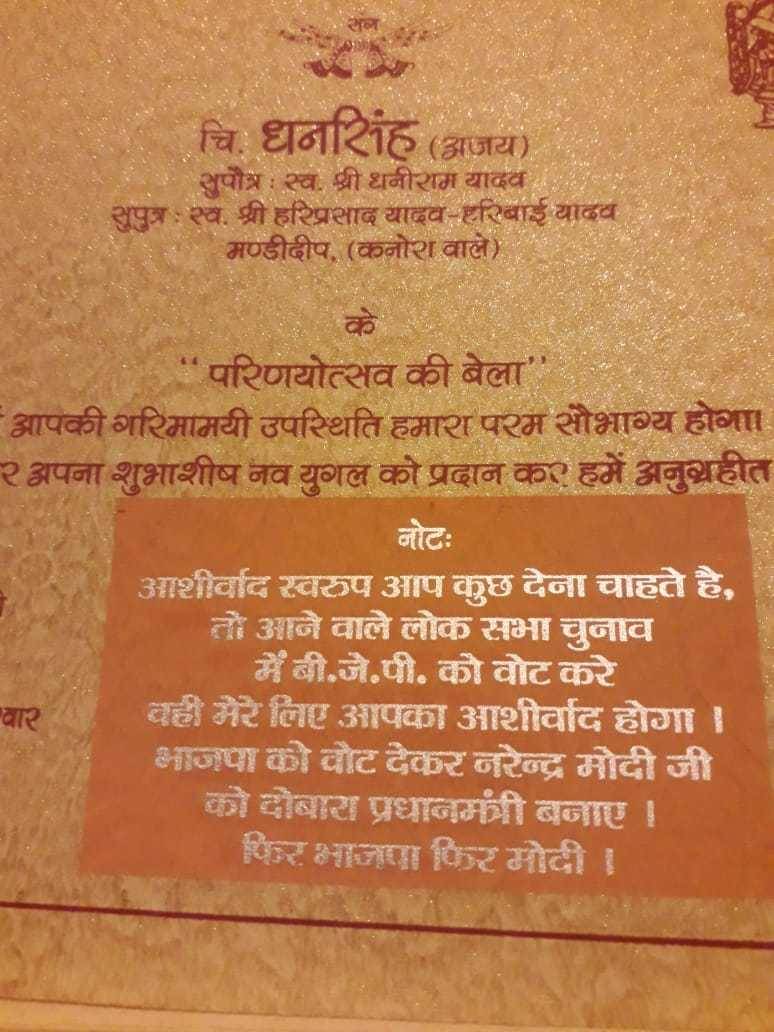 संग
चि. धनसिंह (अजय)
सुपौत्र : स्व. श्री धनीराम यादव
सुपुत्र : स्व. श्री हरिप्रसाद यादव-हरिबाई यादव
मण्डीदीप, (कनोरा वाले)
के
"परिणयोत्सव की बेला"
आपकी गरिमामयी उपस्थिति हमारा परम सौभाग्य होगा।
अपना शुभाशीष नव युगल को प्रदान कर हमें अनुग्रहीत
नोटः
आशीर्वाद स्वरुप आप कुछ देना चाहते है,
तो आने वाले लोक सभा चुनाव
में बी.जे.पी. को वोट करे
वही मेरे लिए आपका आशीर्वाद होगा ।
भाजपा को वोट देकर नरेन्द्र मोदी जी
को दोबारा प्रधानमंत्री बनाए ।
फिर भाजपा फिर मोदी ।